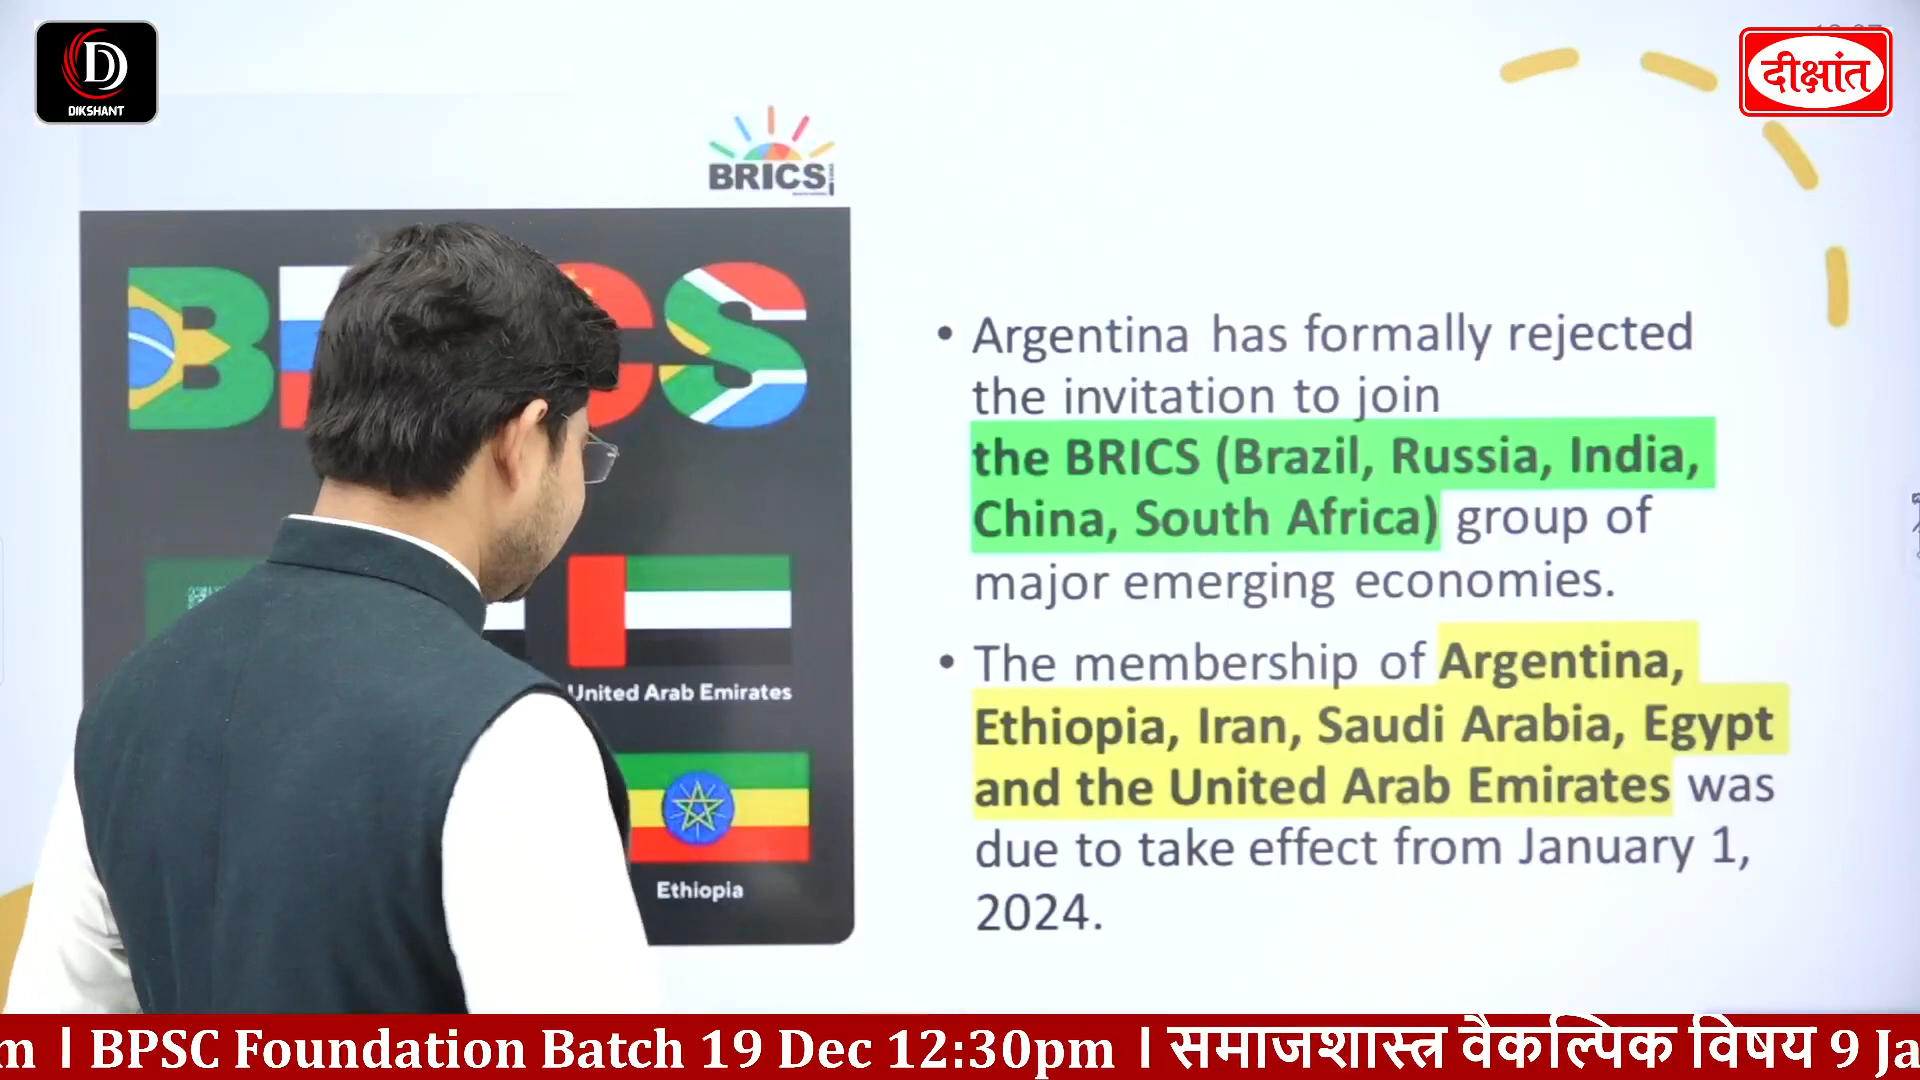 D
DIKSHANT
दीक्षांत
BRICS
BRICS
Argentina has formally rejected
the invitation to join
the BRICS (Brazil, Russia, India,
China, South Africa) group of
major emerging economies.
The membership of Argentina,
Ethiopia, Iran, Saudi Arabia, Egypt
and the United Arab Emirates was
due to take effect from January 1,
2024.
United Arab Emirates
Ethiopia
m । BPSC Foundation Batch 19 Dec 12:30pm । समाजशास्त्र वैकल्पिक विषय 9 Ja